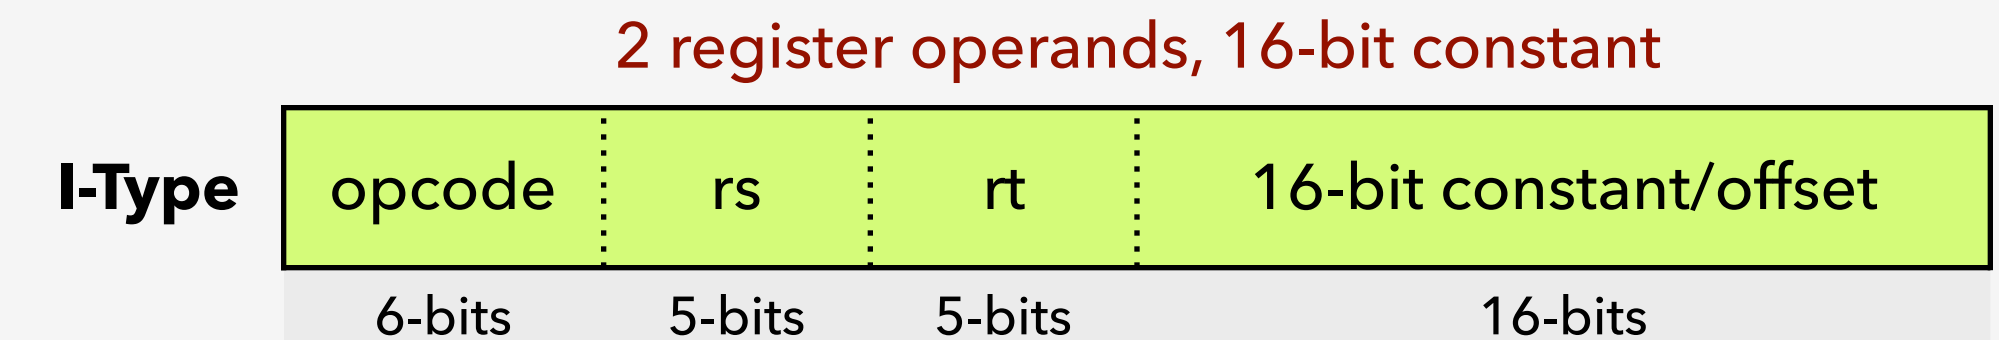 2 register operands, 16-bit constant
I-Type opcode rs rt 16-bit constant/offset
6-bits 5-bits 5-bits 16-bits